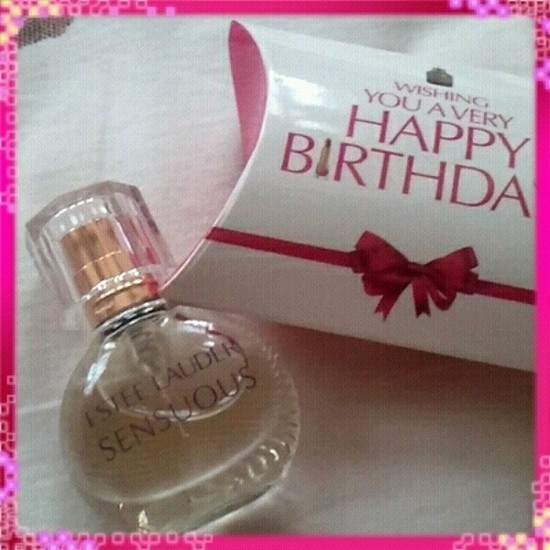 WISHING
YOU A VERY
HAPPY
BIRTHDA
ESTEE LAUDER
SENSUOUS